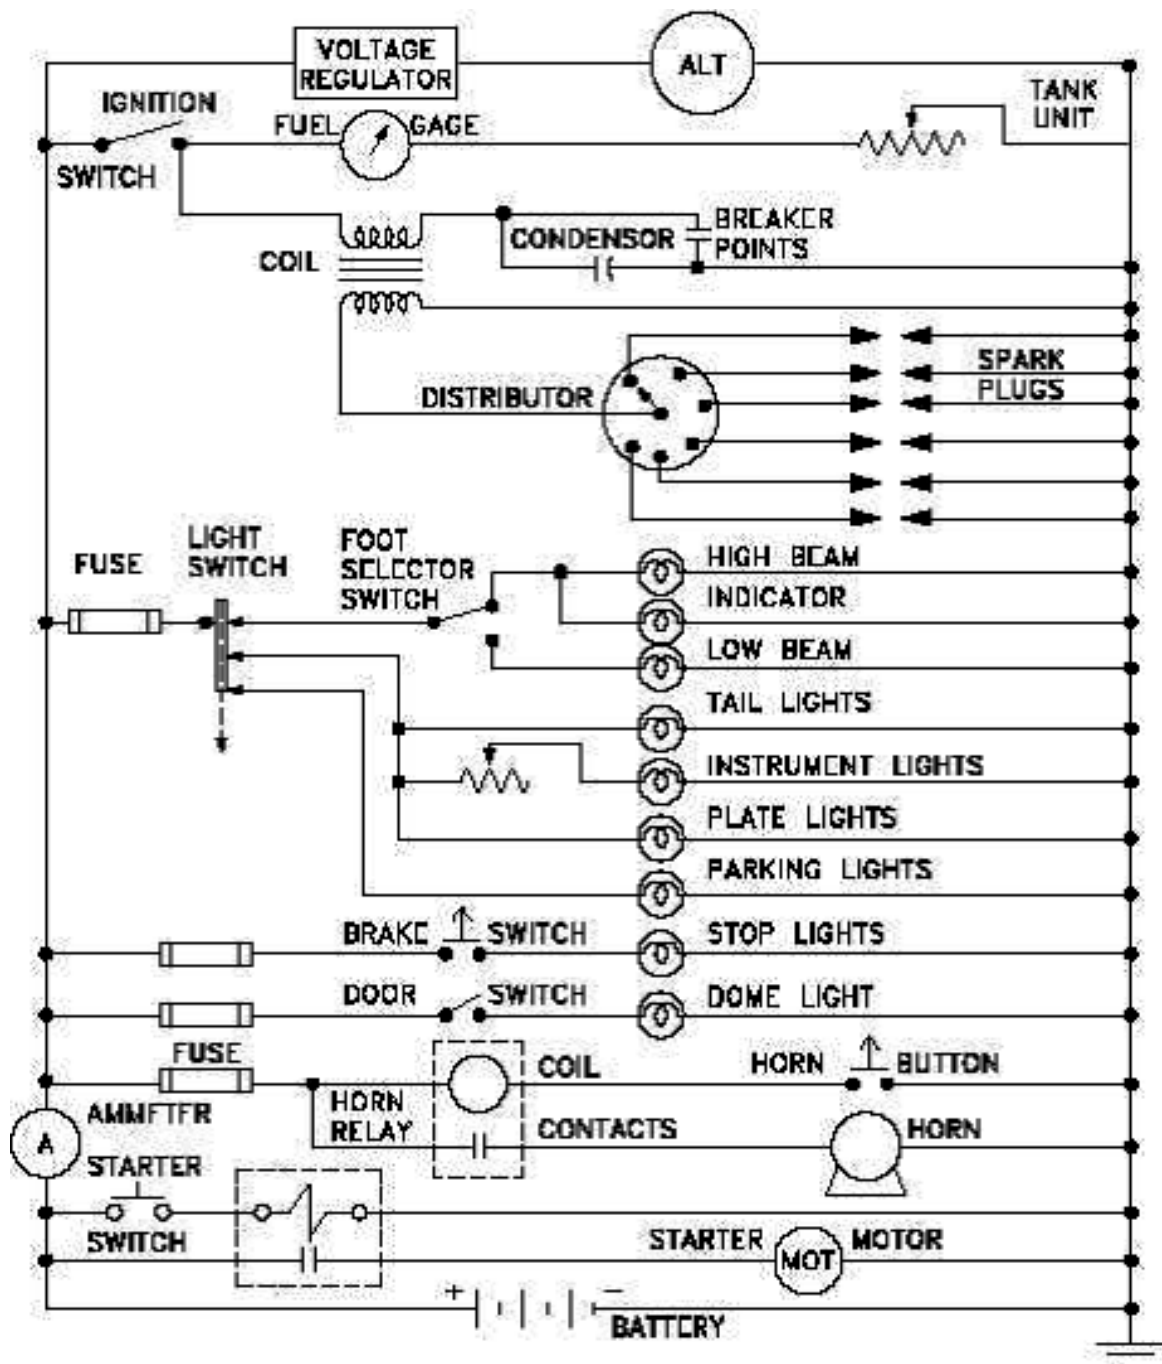 VOLTAGE
REGULATOR
ALT
IGNITION
SWITCH
FUEL GAGE
TANK
UNIT
COIL
CONDENSOR
BREAKER
POINTS
DISTRIBUTOR
SPARK
PLUGS
FUSE
LIGHT
SWITCH
FOOT
SELECTOR
SWITCH
HIGH BEAM
INDICATOR
LOW BEAM
TAIL LIGHTS
INSTRUMENT LIGHTS
PLATE LIGHTS
PARKING LIGHTS
BRAKE SWITCH
STOP LIGHTS
DOOR SWITCH
DOME LIGHT
FUSE
COIL
HORN BUTTON
AMMFTFR
A
HORN
RELAY
CONTACTS
HORN
STARTER
SWITCH
STARTER MOT MOTOR
+ −
BATTERY